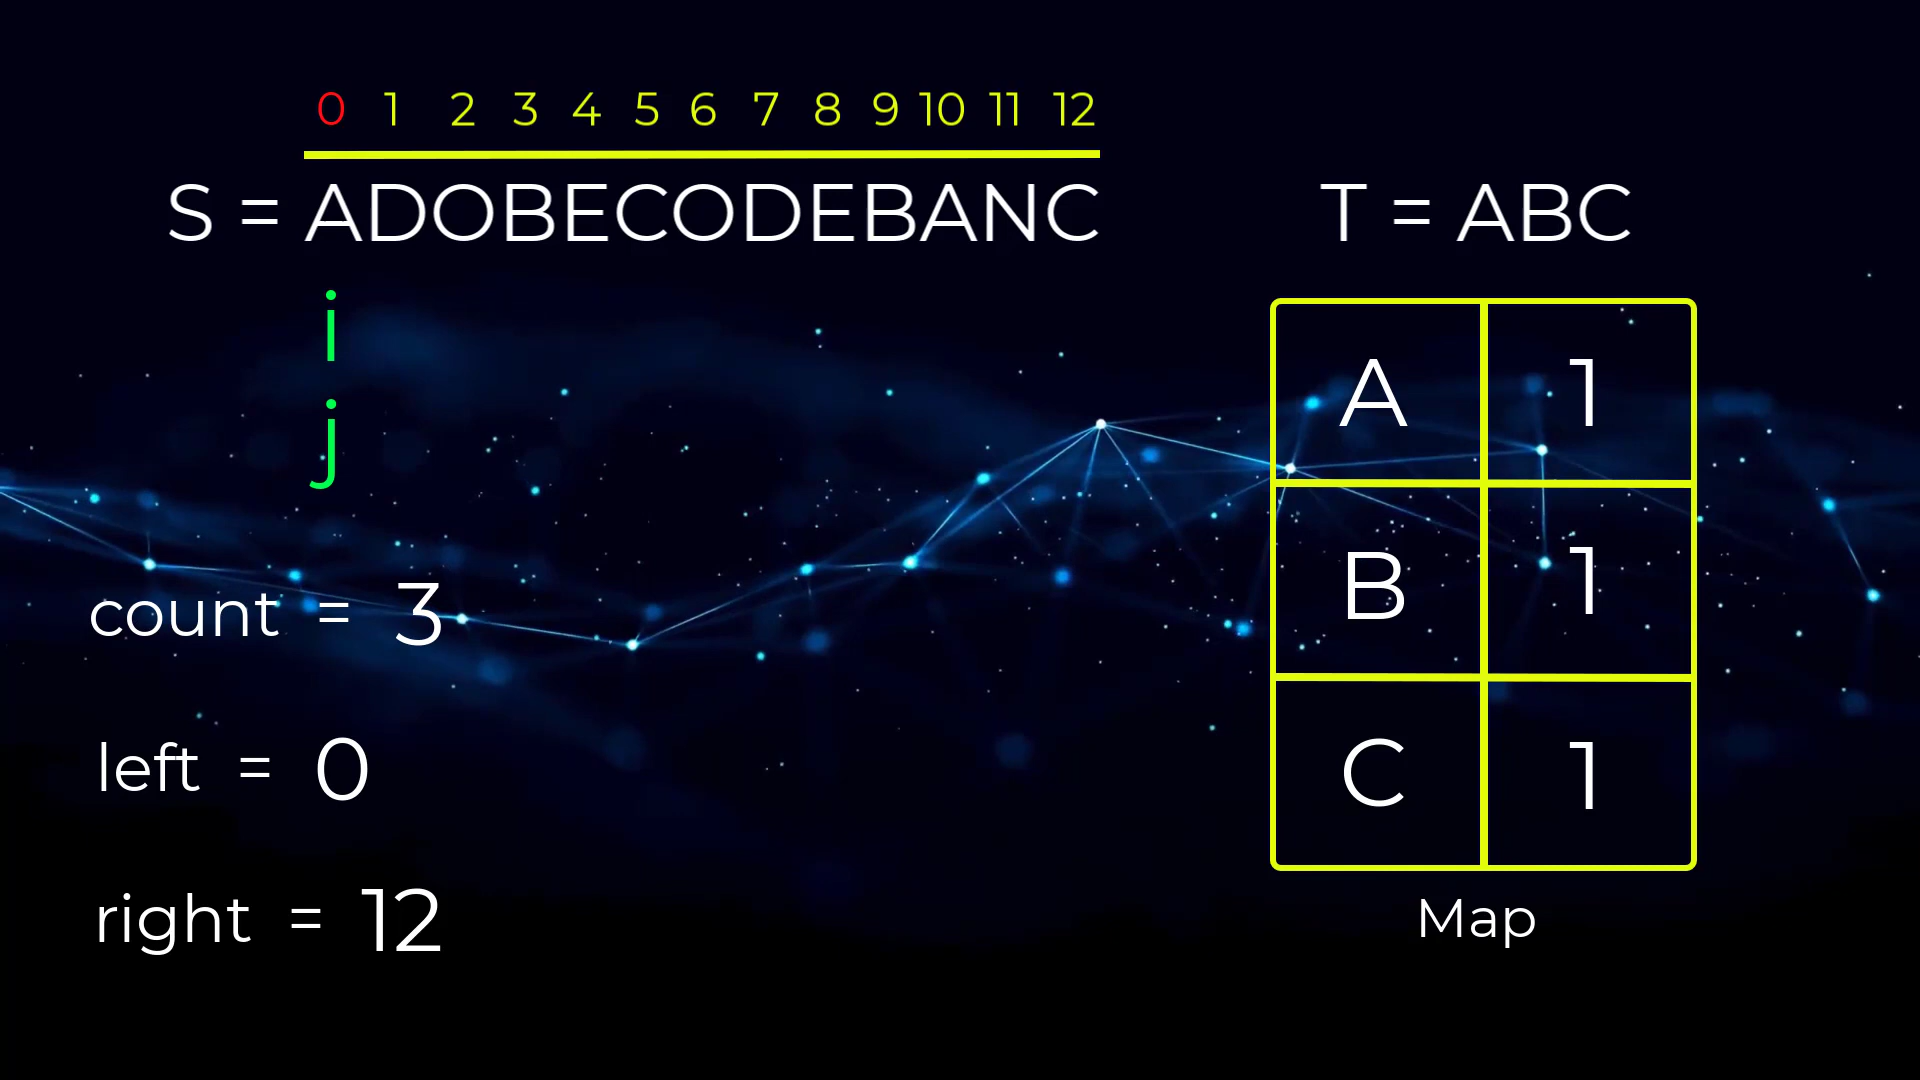 0 1 2 3 4 5 6 7 8 9 10 11 12
S = ADOBECODEBANC
T = ABC
i
j
A 1
B 1
C 1
count = 3
left = 0
right = 12
Map